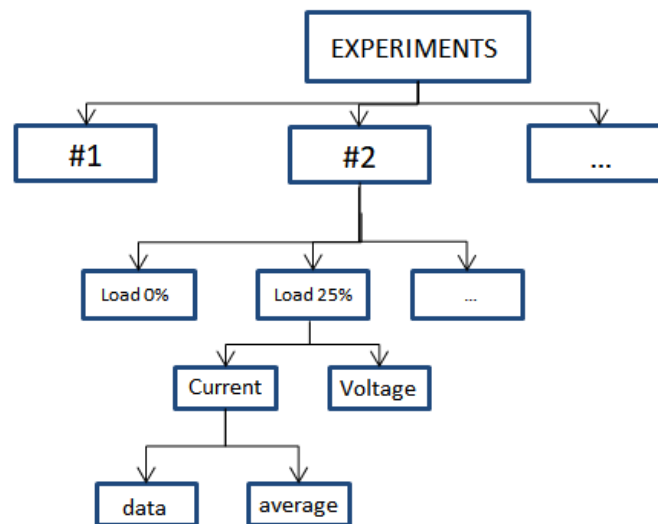 EXPERIMENTS
#1
#2
...
Load 0%
Load 25%
...
Current
Voltage
data
average